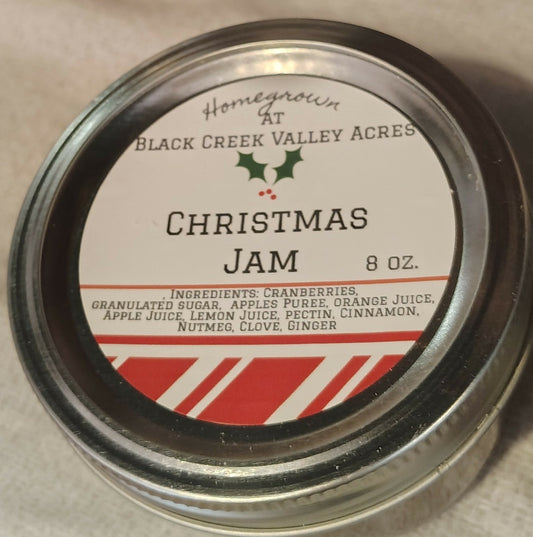 Homegrown
AT
BLACK CREEK VALLEY ACRES
CHRISTMAS
JAM 8 OZ.
INGREDIENTS: CRANBERRIES,
GRANULATED SUGAR, APPLES PUREE, ORANGE JUICE,
APPLE JUICE, LEMON JUICE, PECTIN, CINNAMON,
NUTMEG, CLOVE, GINGER